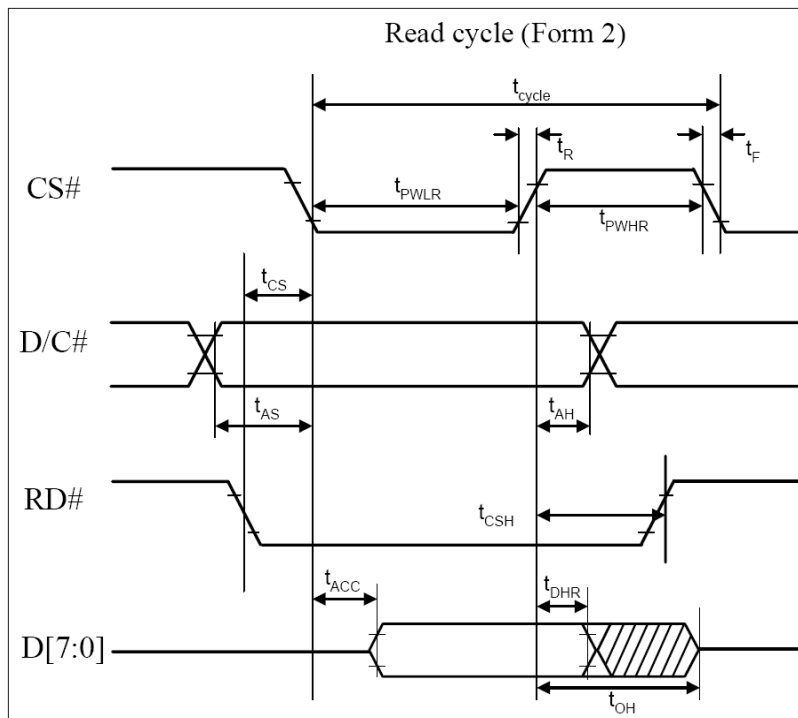 Read cycle (Form 2)
tcycle
tR
tF
CS#
tPWLR
tPWHR
tCS
D/C#
tAS
tAH
RD#
tCSH
tACC
tDHR
D[7:0]
tOH